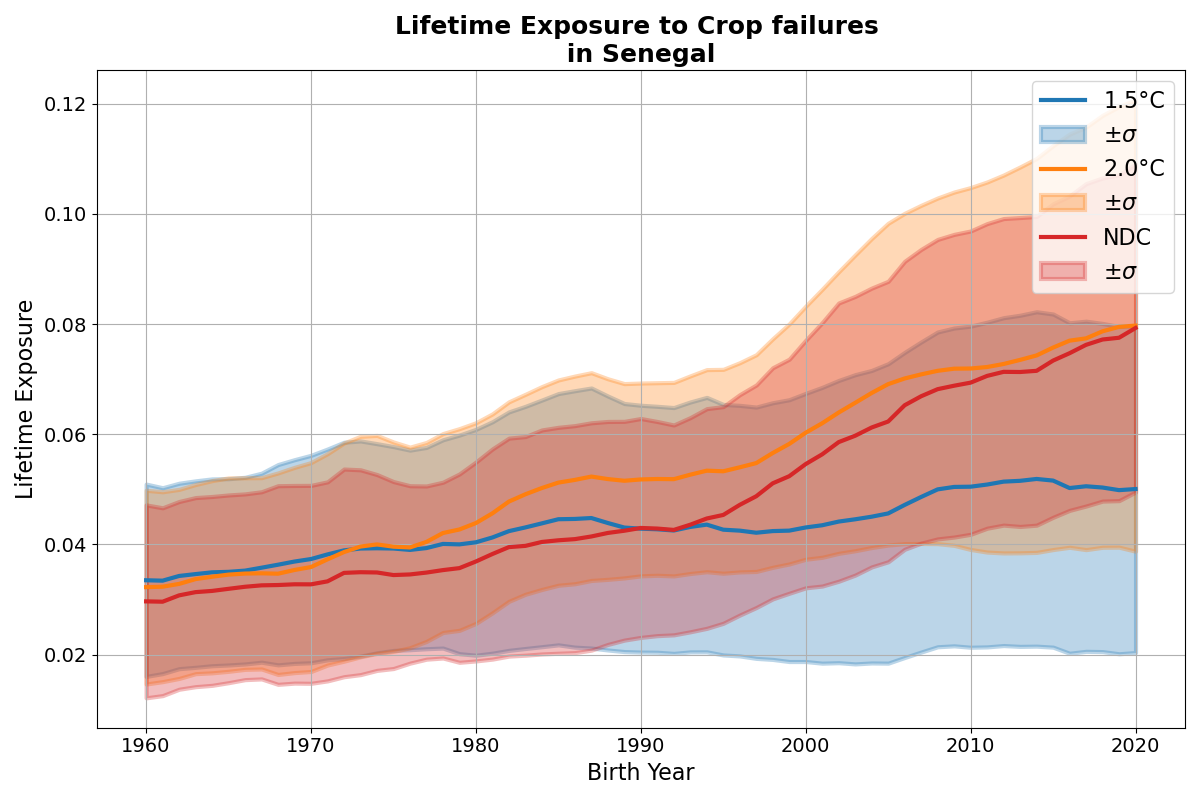 Lifetime Exposure to Crop failures
in Senegal
Lifetime Exposure
0.12
0.10
0.08
0.06
0.04
0.02
1.5°C
±σ
2.0°C
±σ
NDC
±σ
1960
1970
1980
1990
2000
2010
2020
Birth Year